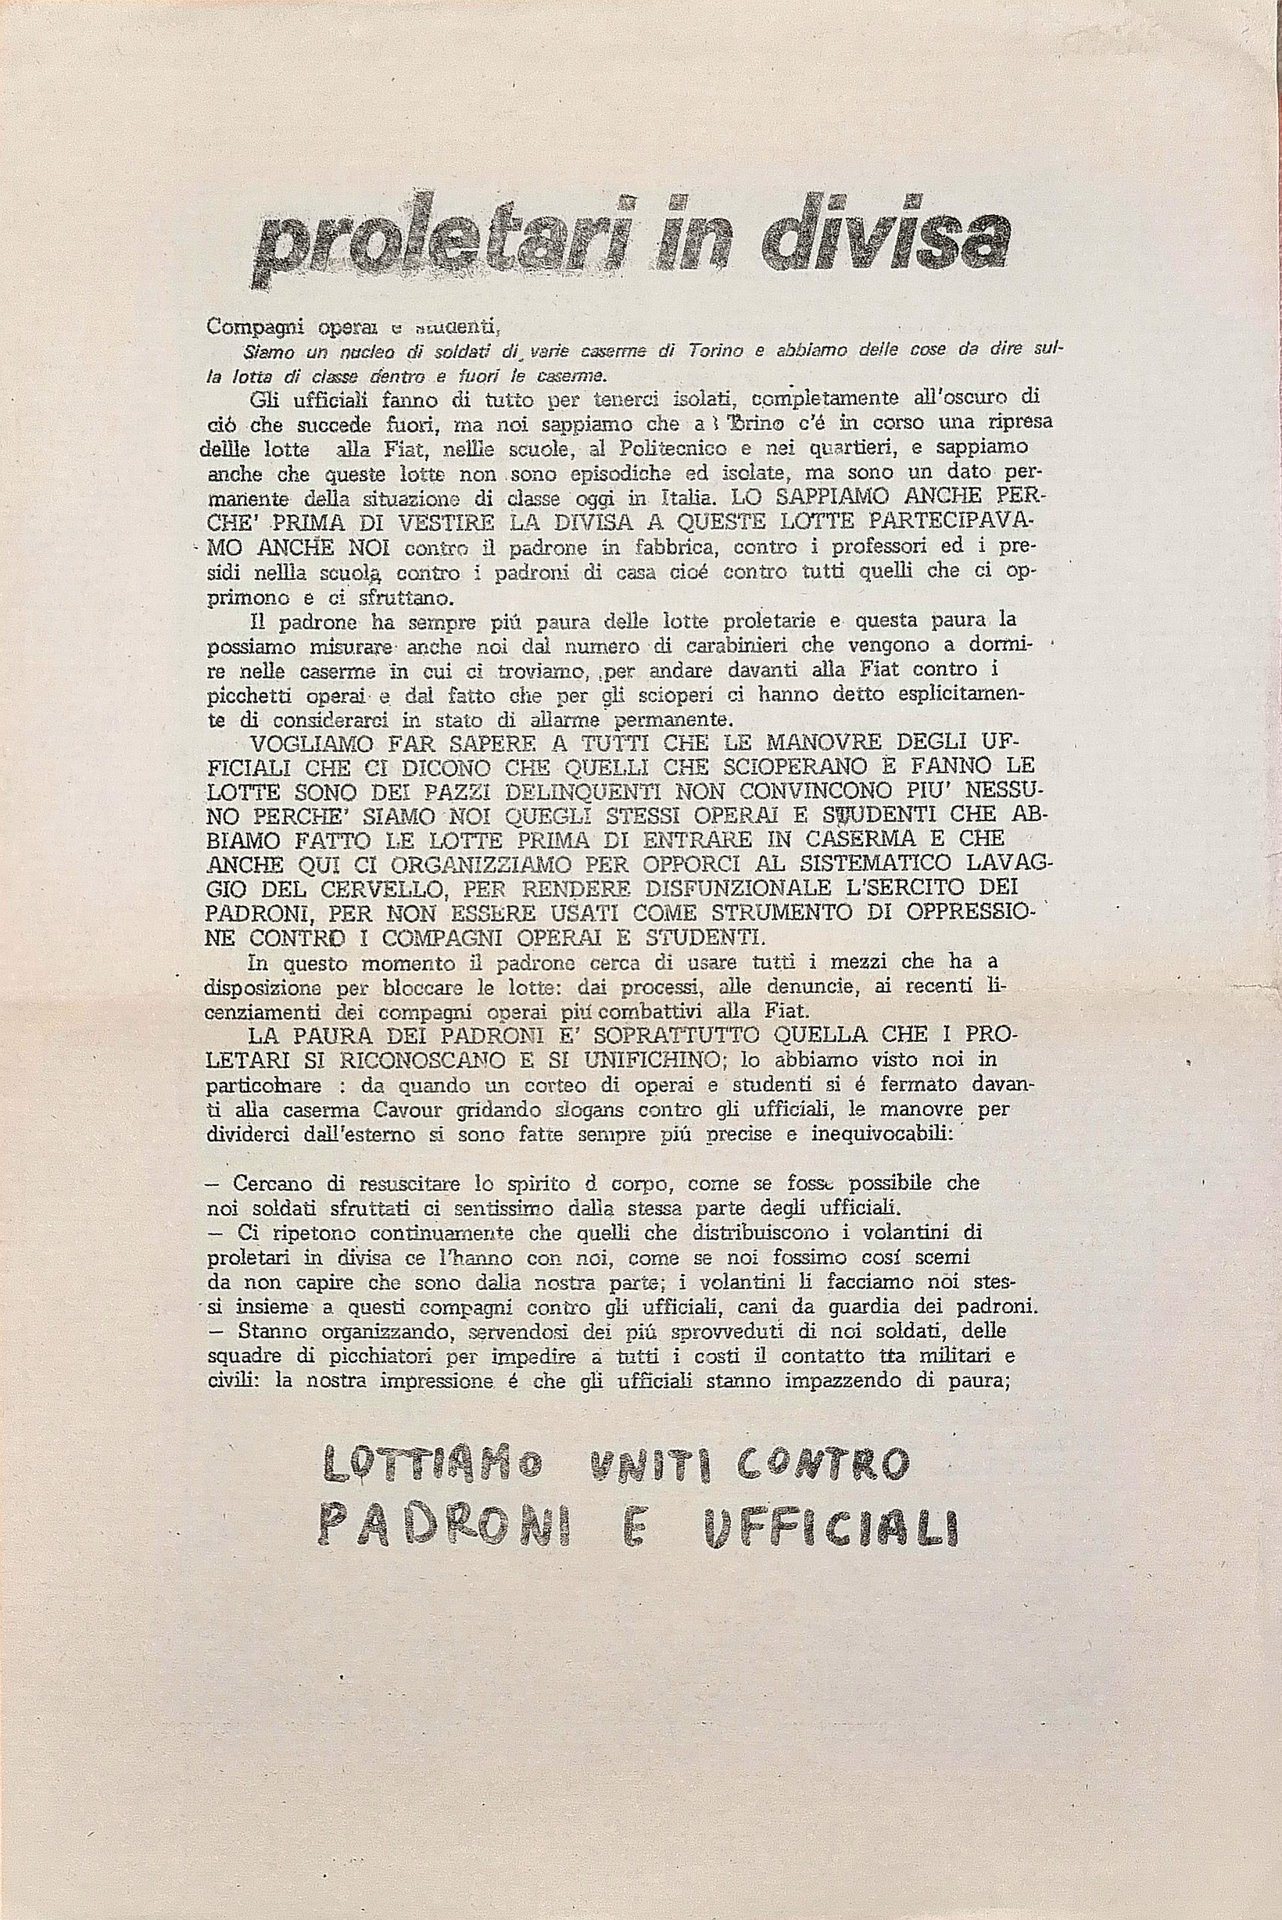 proletari in divisa
Compagni operai e studenti,
Siamo un nucleo di soldati di varie caserme di Torino e abbiamo delle cose da dire sul-
la lotta di classe dentro e fuori le caserme.
Gli ufficiali fanno di tutto per tenerci isolati, completamente all'oscuro di
ció che succede fuori, ma noi sappiamo che a Torino c'é in corso una ripresa
dellle lotte alla Fiat, nellle scuole, al Politecnico e nei quartieri, e sappiamo
anche che queste lotte non sono episodiche ed isolate, ma sono un dato per-
manente della situazione di classe oggi in Italia. LO SAPPIAMO ANCHE PER-
CHE' PRIMA DI VESTIRE LA DIVISA A QUESTE LOTTE PARTECIPAVA-
MO ANCHE NOI contro il padrone in fabbrica, contro i professori ed i pre-
sidi nellla scuola contro i padroni di casa cioé contro tutti quelli che ci op-
primono e ci sfruttano.
Il padrone ha sempre piú paura delle lotte proletarie e questa paura la
possiamo misurare anche noi dal numero di carabinieri che vengono a dormi-
re nelle caserme in cui ci troviamo, per andare davanti alla Fiat contro i
picchetti operai e dal fatto che per gli scioperi ci hanno detto esplicitamen-
te di considerarci in stato di allarme permanente.
VOGLIAMO FAR SAPERE A TUTTI CHE LE MANOVRE DEGLI UF-
FICIALI CHE CI DICONO CHE QUELLI CHE SCIOPERANO E FANNO LE
LOTTE SONO DEI PAZZI DELINQUENTI NON CONVINCONO PIU' NESSU-
NO PERCHE' SIAMO NOI QUEGLI STESSI OPERAI E STUDENTI CHE AB-
BIAMO FATTO LE LOTTE PRIMA DI ENTRARE IN CASERMA E CHE
ANCHE QUI CI ORGANIZZIAMO PER OPPORCI AL SISTEMATICO LAVAG-
GIO DEL CERVELLO, PER RENDERE DISFUNZIONALE L'SERCITO DEI
PADRONI, PER NON ESSERE USATI COME STRUMENTO DI OPPRESSIO-
NE CONTRO I COMPAGNI OPERAI E STUDENTI.
In questo momento il padrone cerca di usare tutti i mezzi che ha a
disposizione per bloccare le lotte: dai processi, alle denuncie, ai recenti li-
cenziamenti dei compagni operai piú combattivi alla Fiat.
LA PAURA DEI PADRONI E' SOPRATTUTTO QUELLA CHE I PRO-
LETARI SI RICONOSCANO E SI UNIFICHINO; lo abbiamo visto noi in
particolnare : da quando un corteo di operai e studenti si é fermato davan-
ti alla caserma Cavour gridando slogans contro gli ufficiali, le manovre per
dividerci dall'esterno si sono fatte sempre piú precise e inequivocabili:
— Cercano di resuscitare lo spirito d corpo, come se fosse possibile che
noi soldati sfruttati ci sentissimo dalla stessa parte degli ufficiali.
— Ci ripetono continuamente che quelli che distribuiscono i volantini di
proletari in divisa ce l'hanno con noi, come se noi fossimo cosí scemi
da non capire che sono dalla nostra parte; i volantini li facciamo noi stes-
si insieme a questi compagni contro gli ufficiali, cani da guardia dei padroni.
— Stanno organizzando, servendosi dei piú sprovveduti di noi soldati, delle
squadre di picchiatori per impedire a tutti i costi il contatto tta militari e
civili: la nostra impressione é che gli ufficiali stanno impazzendo di paura;
LOTTIAMO UNITI CONTRO
PADRONI E UFFICIALI